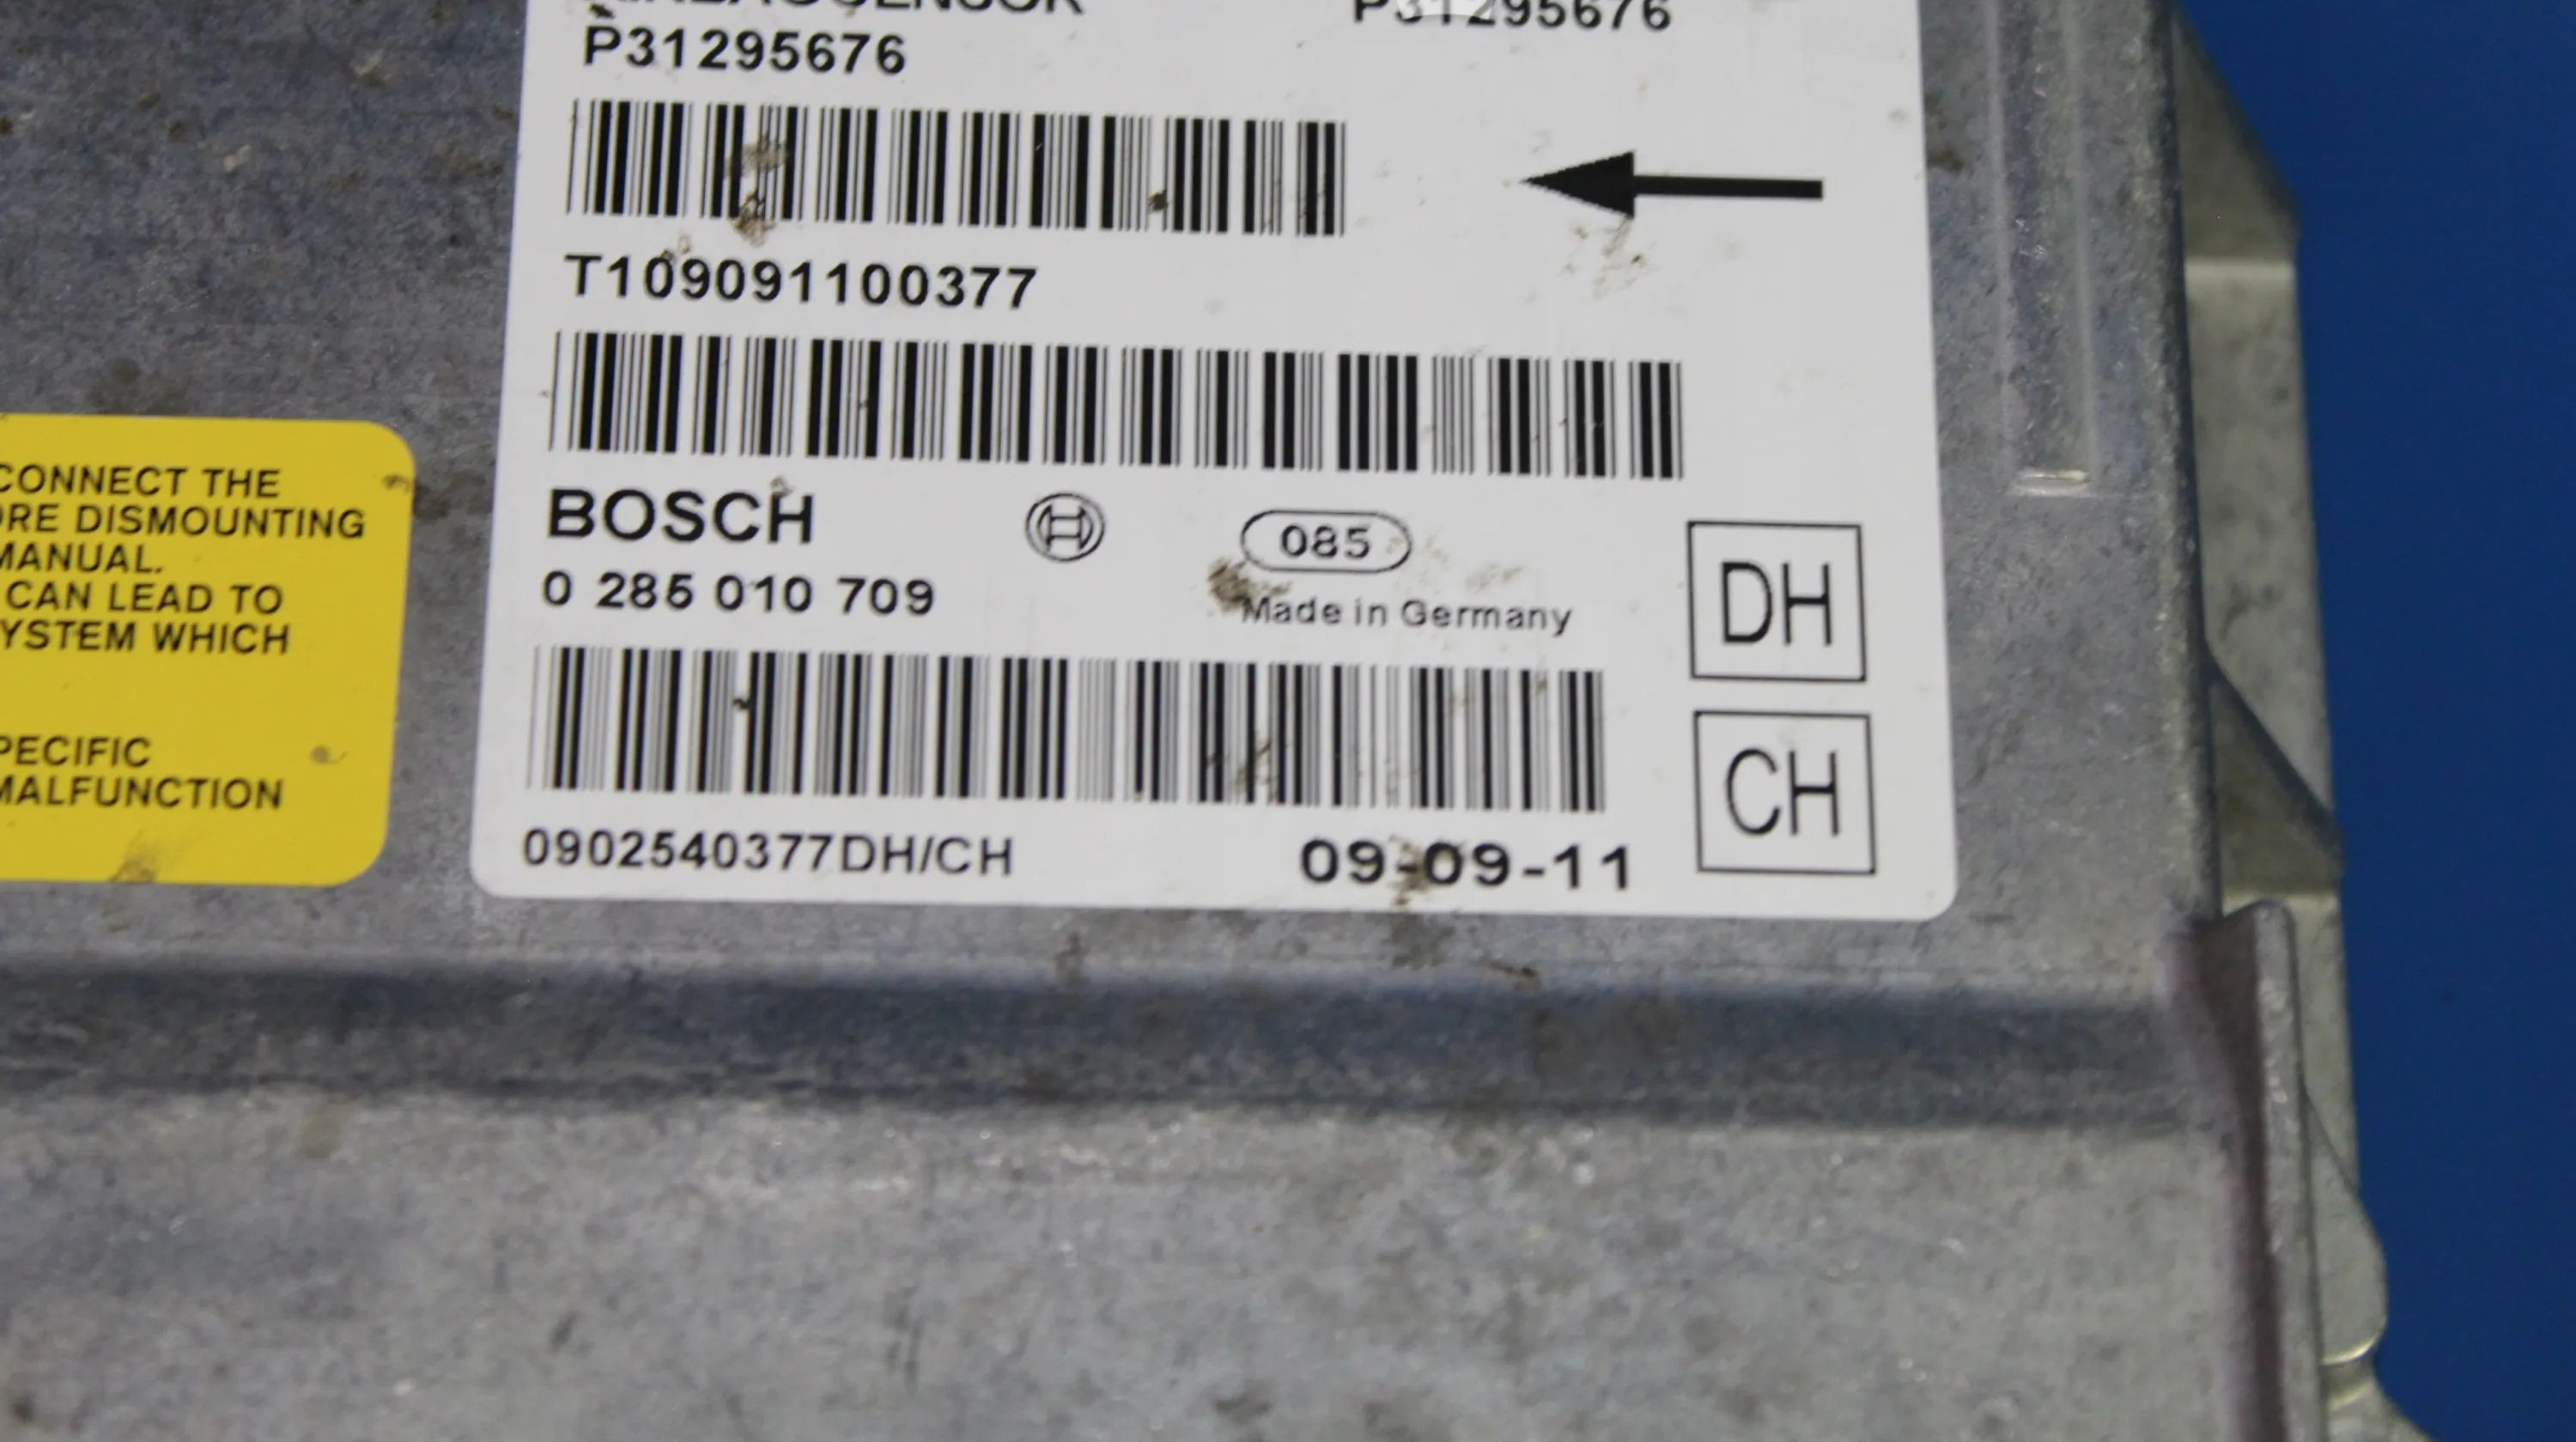 AIRBAGSENSOR P31295676
P31295676
T109091100377
BOSCH
085
0 285 010 709
Made in Germany
DH
CH
0902540377DH/CH 09-09-11
CONNECT THE
ORE DISMOUNTING
MANUAL.
CAN LEAD TO
YSTEM WHICH
PECIFIC
MALFUNCTION